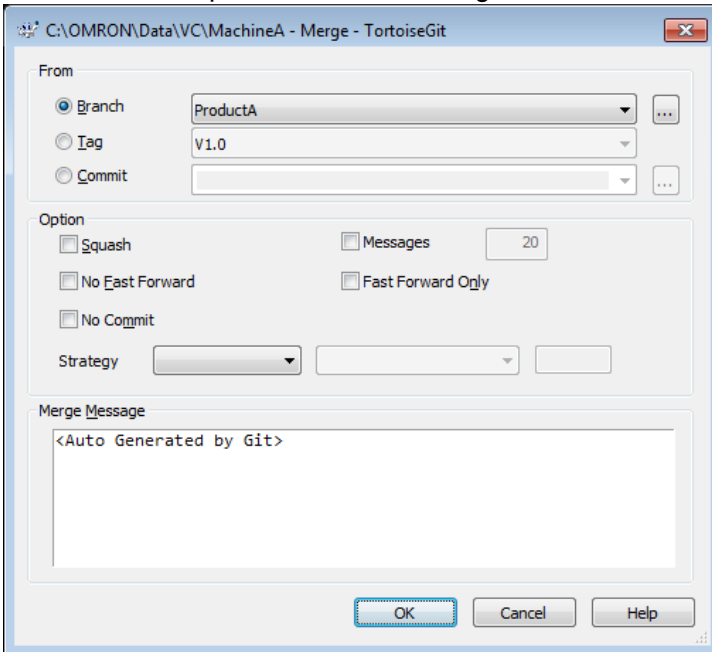 C:\OMRON\Data\VC\MachineA - Merge - TortoiseGit
From
Branch ProductA ...
Tag V1.0
Commit ...
Option
Squash Messages 20
No Fast Forward Fast Forward Only
No Commit
Strategy
Merge Message
<Auto Generated by Git>
OK Cancel Help